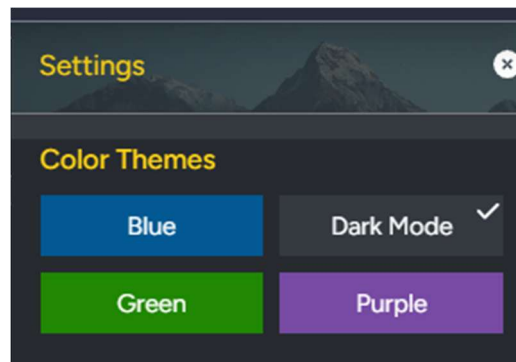 Settings
Color Themes
Blue
Dark Mode
Green
Purple